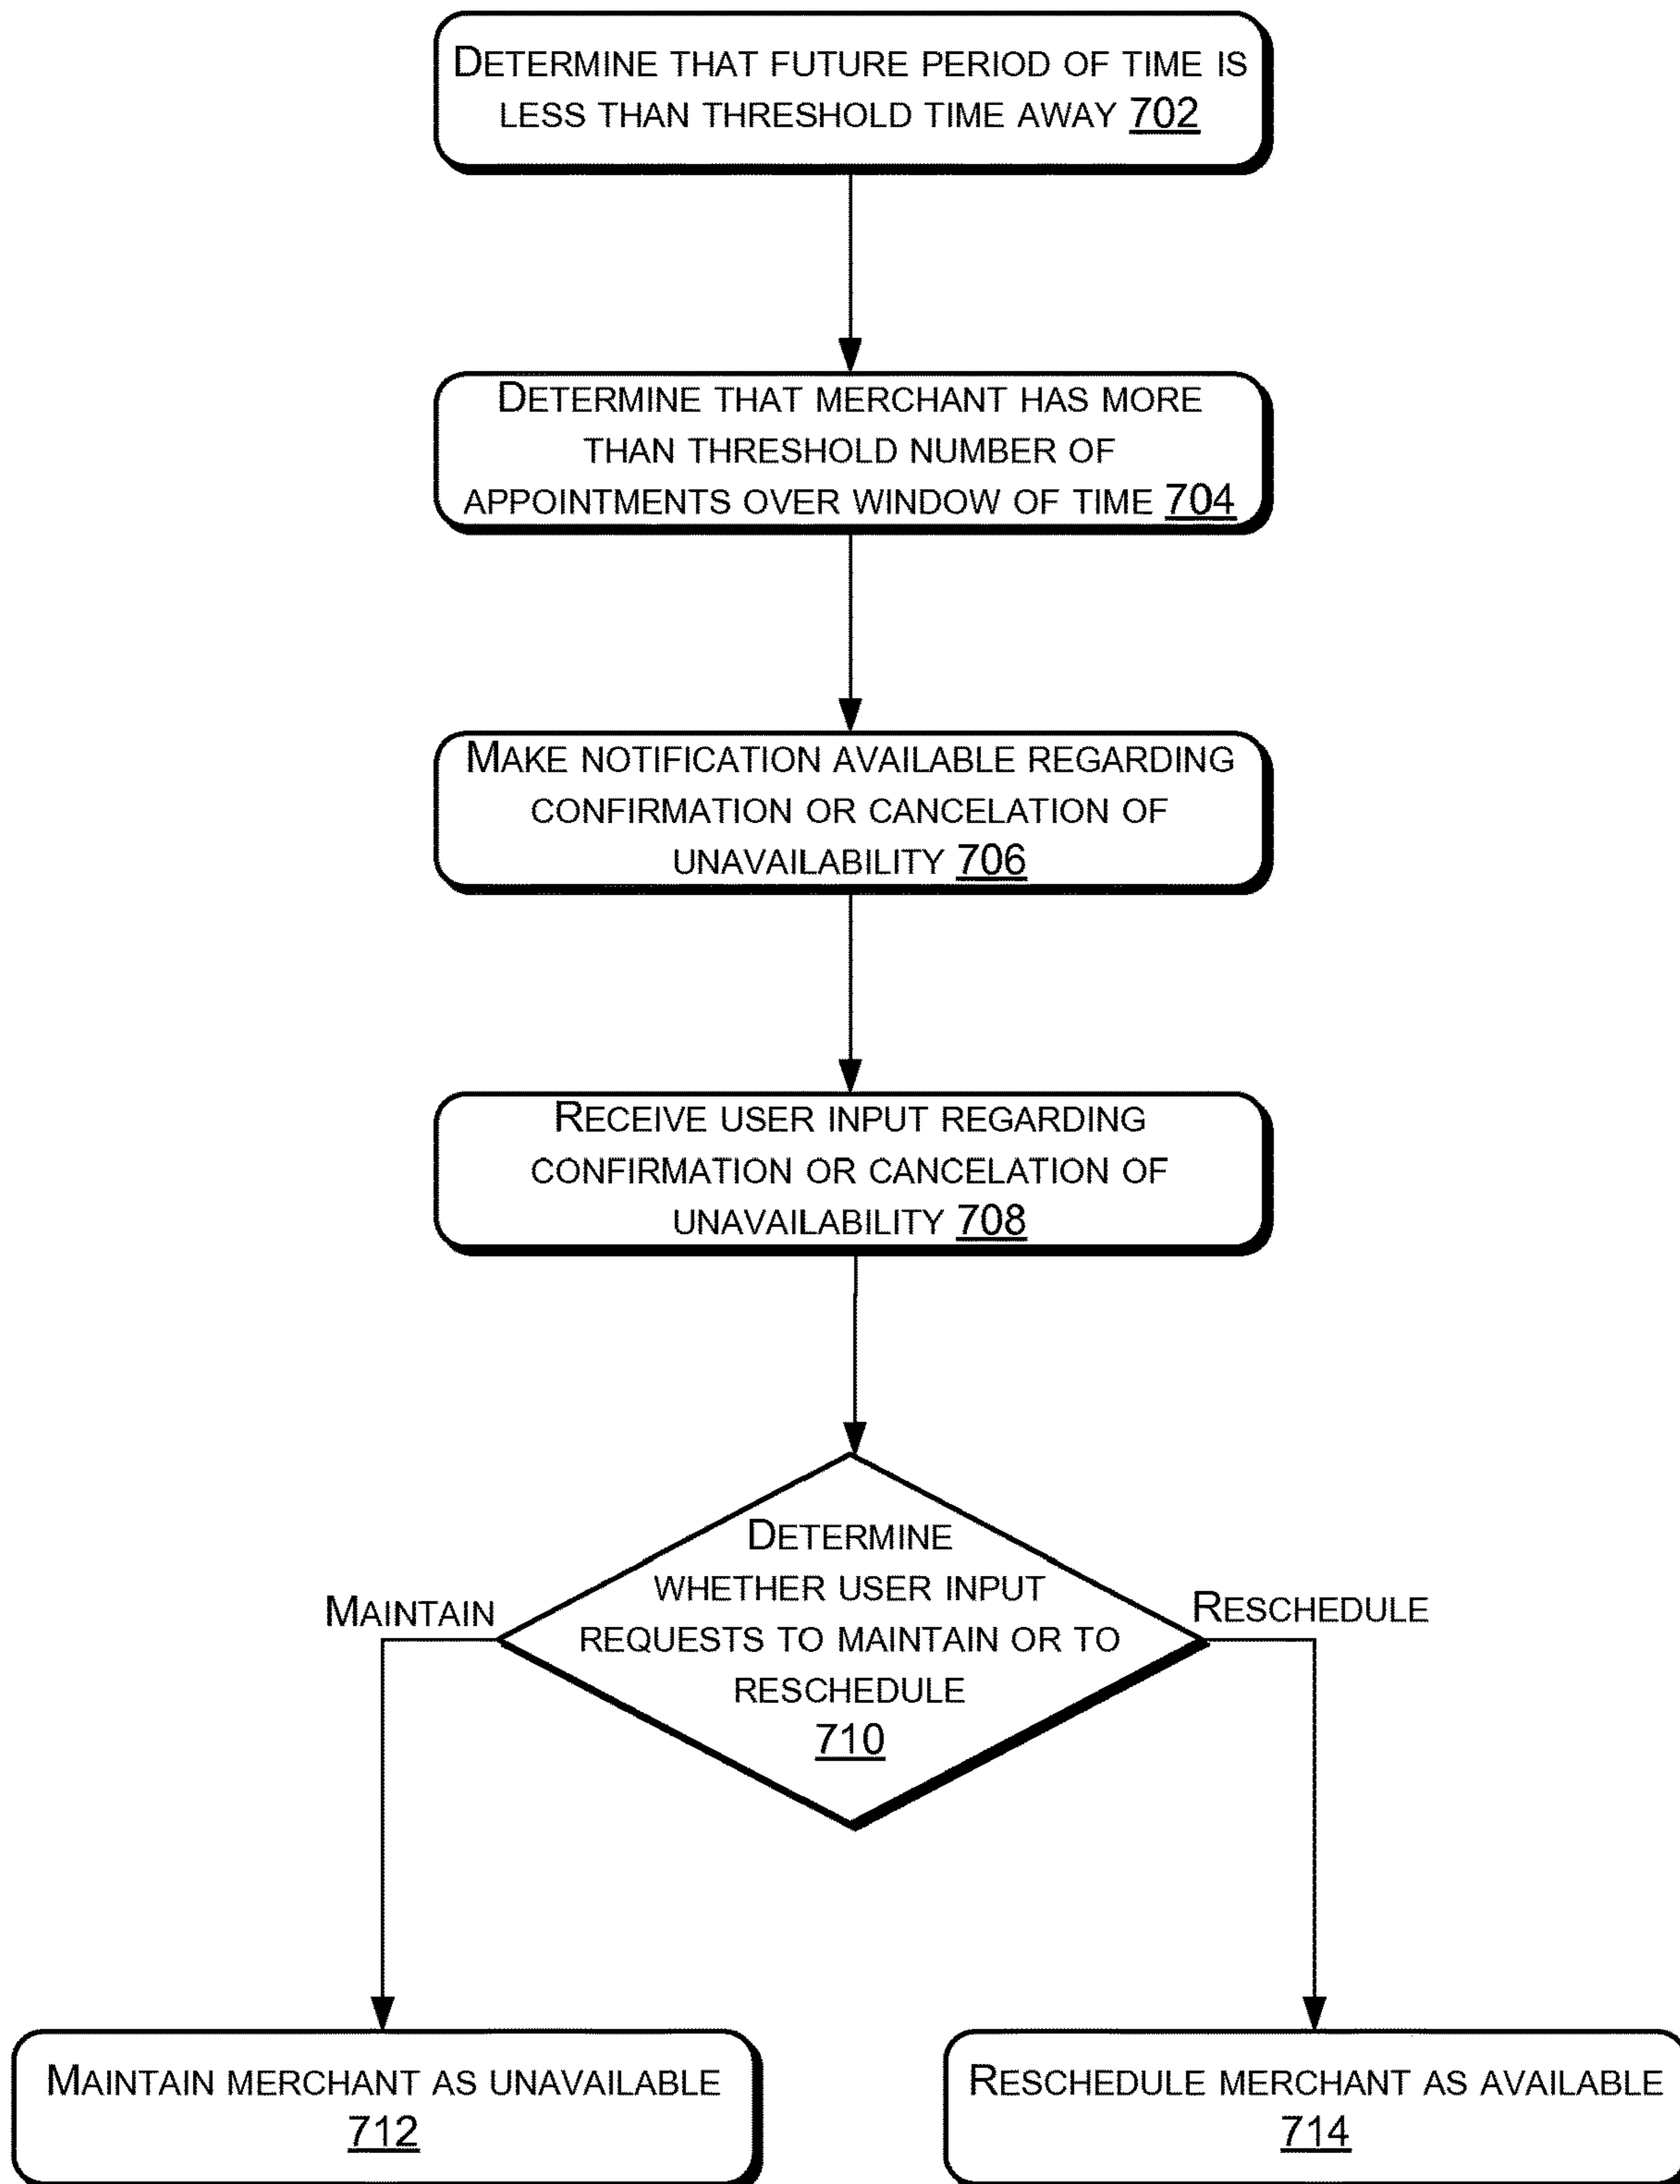 DETERMINE THAT FUTURE PERIOD OF TIME IS
LESS THAN THRESHOLD TIME AWAY 702
DETERMINE THAT MERCHANT HAS MORE
THAN THRESHOLD NUMBER OF
APPOINTMENTS OVER WINDOW OF TIME 704
MAKE NOTIFICATION AVAILABLE REGARDING
CONFIRMATION OR CANCELATION OF
UNAVAILABILITY 706
RECEIVE USER INPUT REGARDING
CONFIRMATION OR CANCELATION OF
UNAVAILABILITY 708
DETERMINE
WHETHER USER INPUT
REQUESTS TO MAINTAIN OR TO
RESCHEDULE
710
MAINTAIN
RESCHEDULE
MAINTAIN MERCHANT AS UNAVAILABLE
712
RESCHEDULE MERCHANT AS AVAILABLE
714